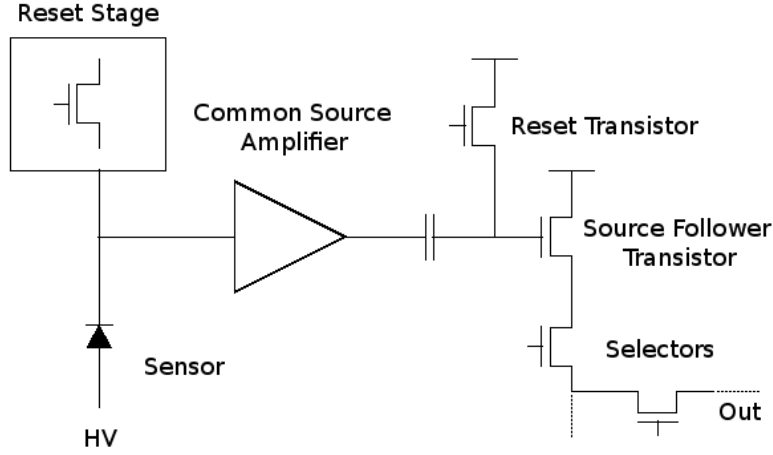 Reset Stage
Common Source
Amplifier
Reset Transistor
Source Follower
Transistor
Sensor
Selectors
Out
HV